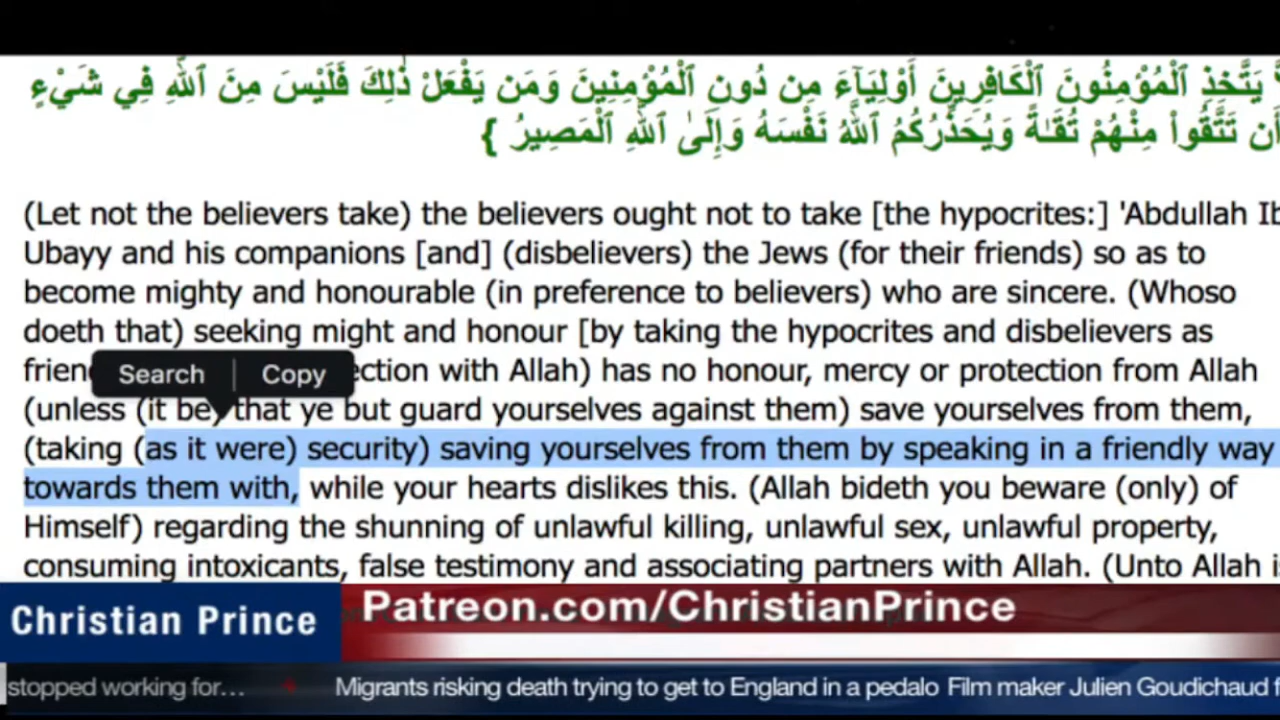 يَتَّخِذِ ٱلْمُؤْمِنُونَ ٱلْكَافِرِينَ أَوْلِيَآءَ مِن دُونِ ٱلْمُؤْمِنِينَ وَمَن يَفْعَلْ ذٰلِكَ فَلَيْسَ مِنَ ٱللَّهِ فِي شَيْءٍ
أَن تَتَّقُواْ مِنْهُمْ تُقَـٰةً وَيُحَذِّرُكُمُ ٱللَّهُ نَفْسَهُ وَإِلَىٰ ٱللَّهِ ٱلْمَصِيرُ }
(Let not the believers take) the believers ought not to take [the hypocrites:] 'Abdullah Ib
Ubayy and his companions [and] (disbelievers) the Jews (for their friends) so as to
become mighty and honourable (in preference to believers) who are sincere. (Whoso
doeth that) seeking might and honour [by taking the hypocrites and disbelievers as
Search Copy
frien ection with Allah) has no honour, mercy or protection from Allah
(unless (it be) that ye but guard yourselves against them) save yourselves from them,
(taking (as it were) security) saving yourselves from them by speaking in a friendly way
towards them with, while your hearts dislikes this. (Allah bideth you beware (only) of
Himself) regarding the shunning of unlawful killing, unlawful sex, unlawful property,
consuming intoxicants, false testimony and associating partners with Allah. (Unto Allah is
Christian Prince
Patreon.com/ChristianPrince
stopped working for... Migrants risking death trying to get to England in a pedalo Film maker Julien Goudichaud f